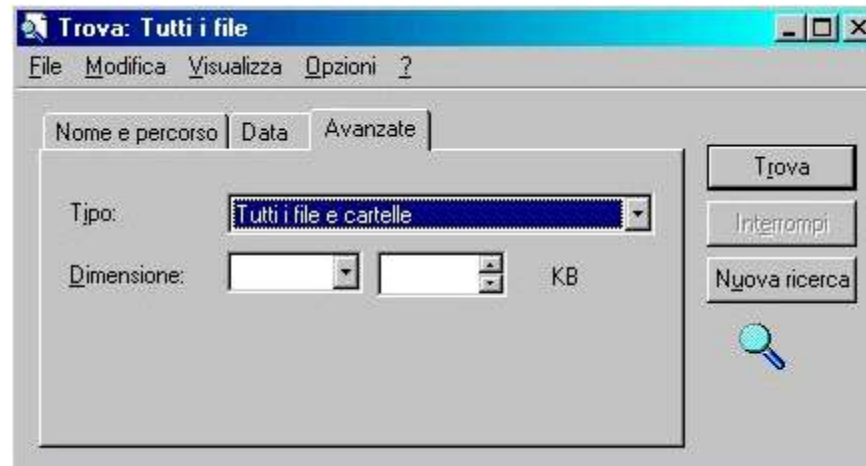 Trova: Tutti i file
File Modifica Visualizza Opzioni ?
Nome e percorso Data Avanzate
Trova
Tipo: Tutti i file e cartelle
Interrompi
Dimensione: KB
Nuova ricerca